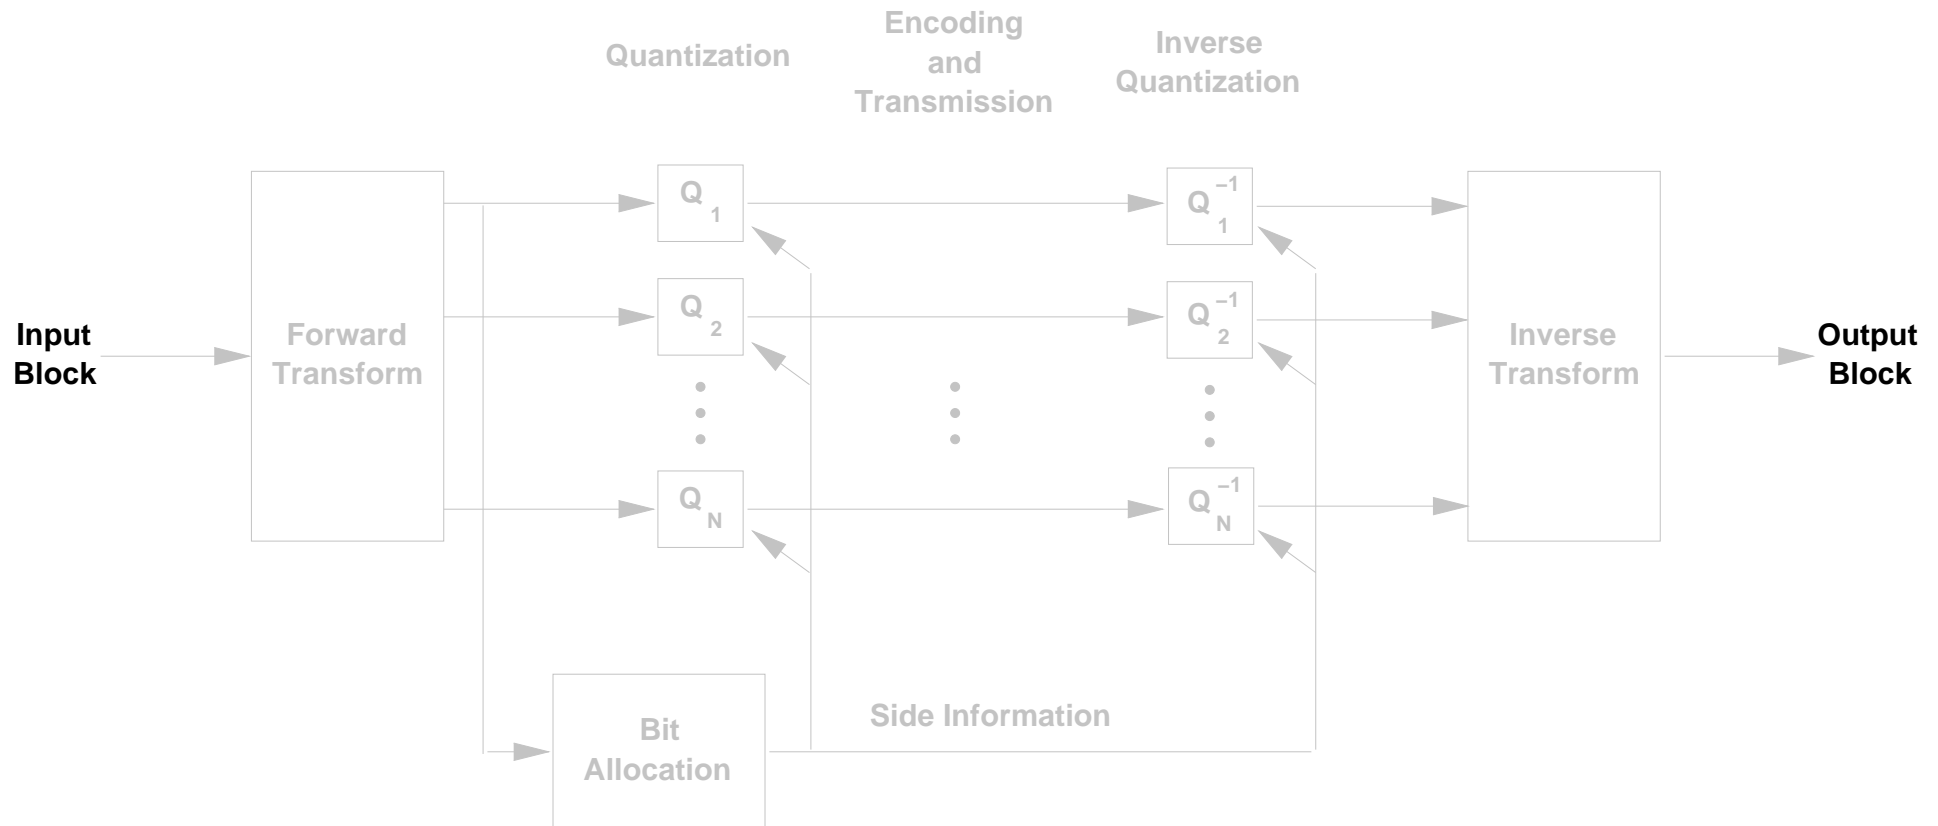 Encoding
and
Transmission
Quantization
Inverse
Quantization
Q 1
Q 1 −1
Q 2
Q 2 −1
Q N
Q N −1
Input
Block
Forward
Transform
Inverse
Transform
Output
Block
Bit
Allocation
Side Information